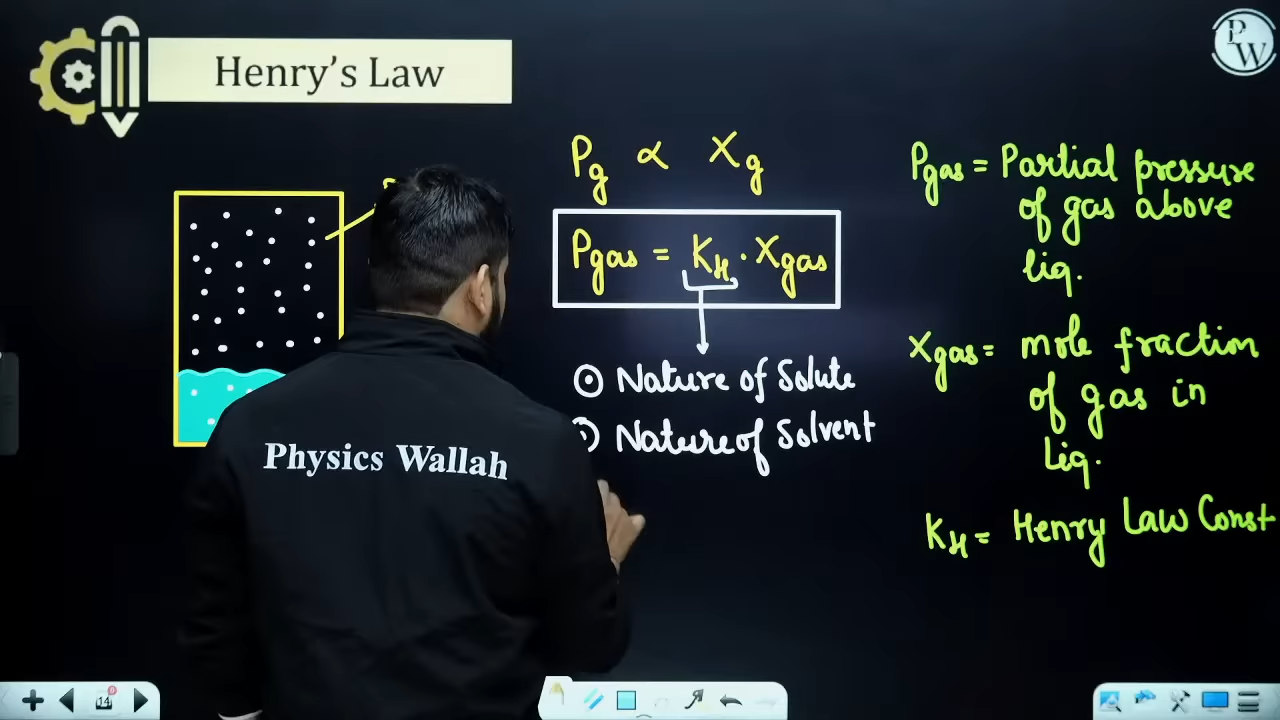 Henry's Law
PW
Pg ∝ Xg
Pgas = KH . Xgas
Nature of Solute
Nature of Solvent
Pgas = Partial pressure
of gas above
liq.
Xgas = mole fraction
of gas in
Liq.
KH = Henry Law Const
Physics Wallah
14